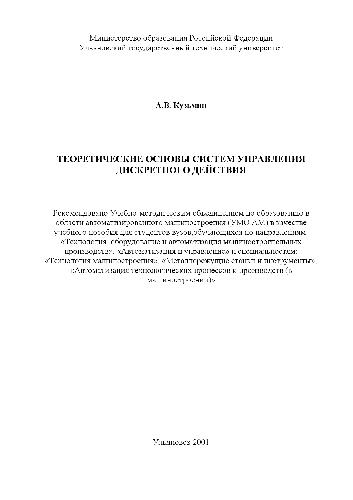 Министерство образования Российской Федерации
Ульяновский государственный технический университет
А.В. Кузьмин
ТЕОРЕТИЧЕСКИЕ ОСНОВЫ СИСТЕМ УПРАВЛЕНИЯ
ДИСКРЕТНОГО ДЕЙСТВИЯ
Рекомендовано Учебно-методическим объединением по образованию в
области автоматизированного машиностроения (УМО АМ) в качестве
учебного пособия для студентов вузов, обучающихся по направлениям:
«Технология, оборудование и автоматизация машиностроительных
производств», «Автоматизация и управление» и специальностям:
«Технология машиностроения», «Металлорежущие станки и инструменты»,
«Автоматизация технологических процессов и производств (в
машиностроении)»
Ульяновск 2001